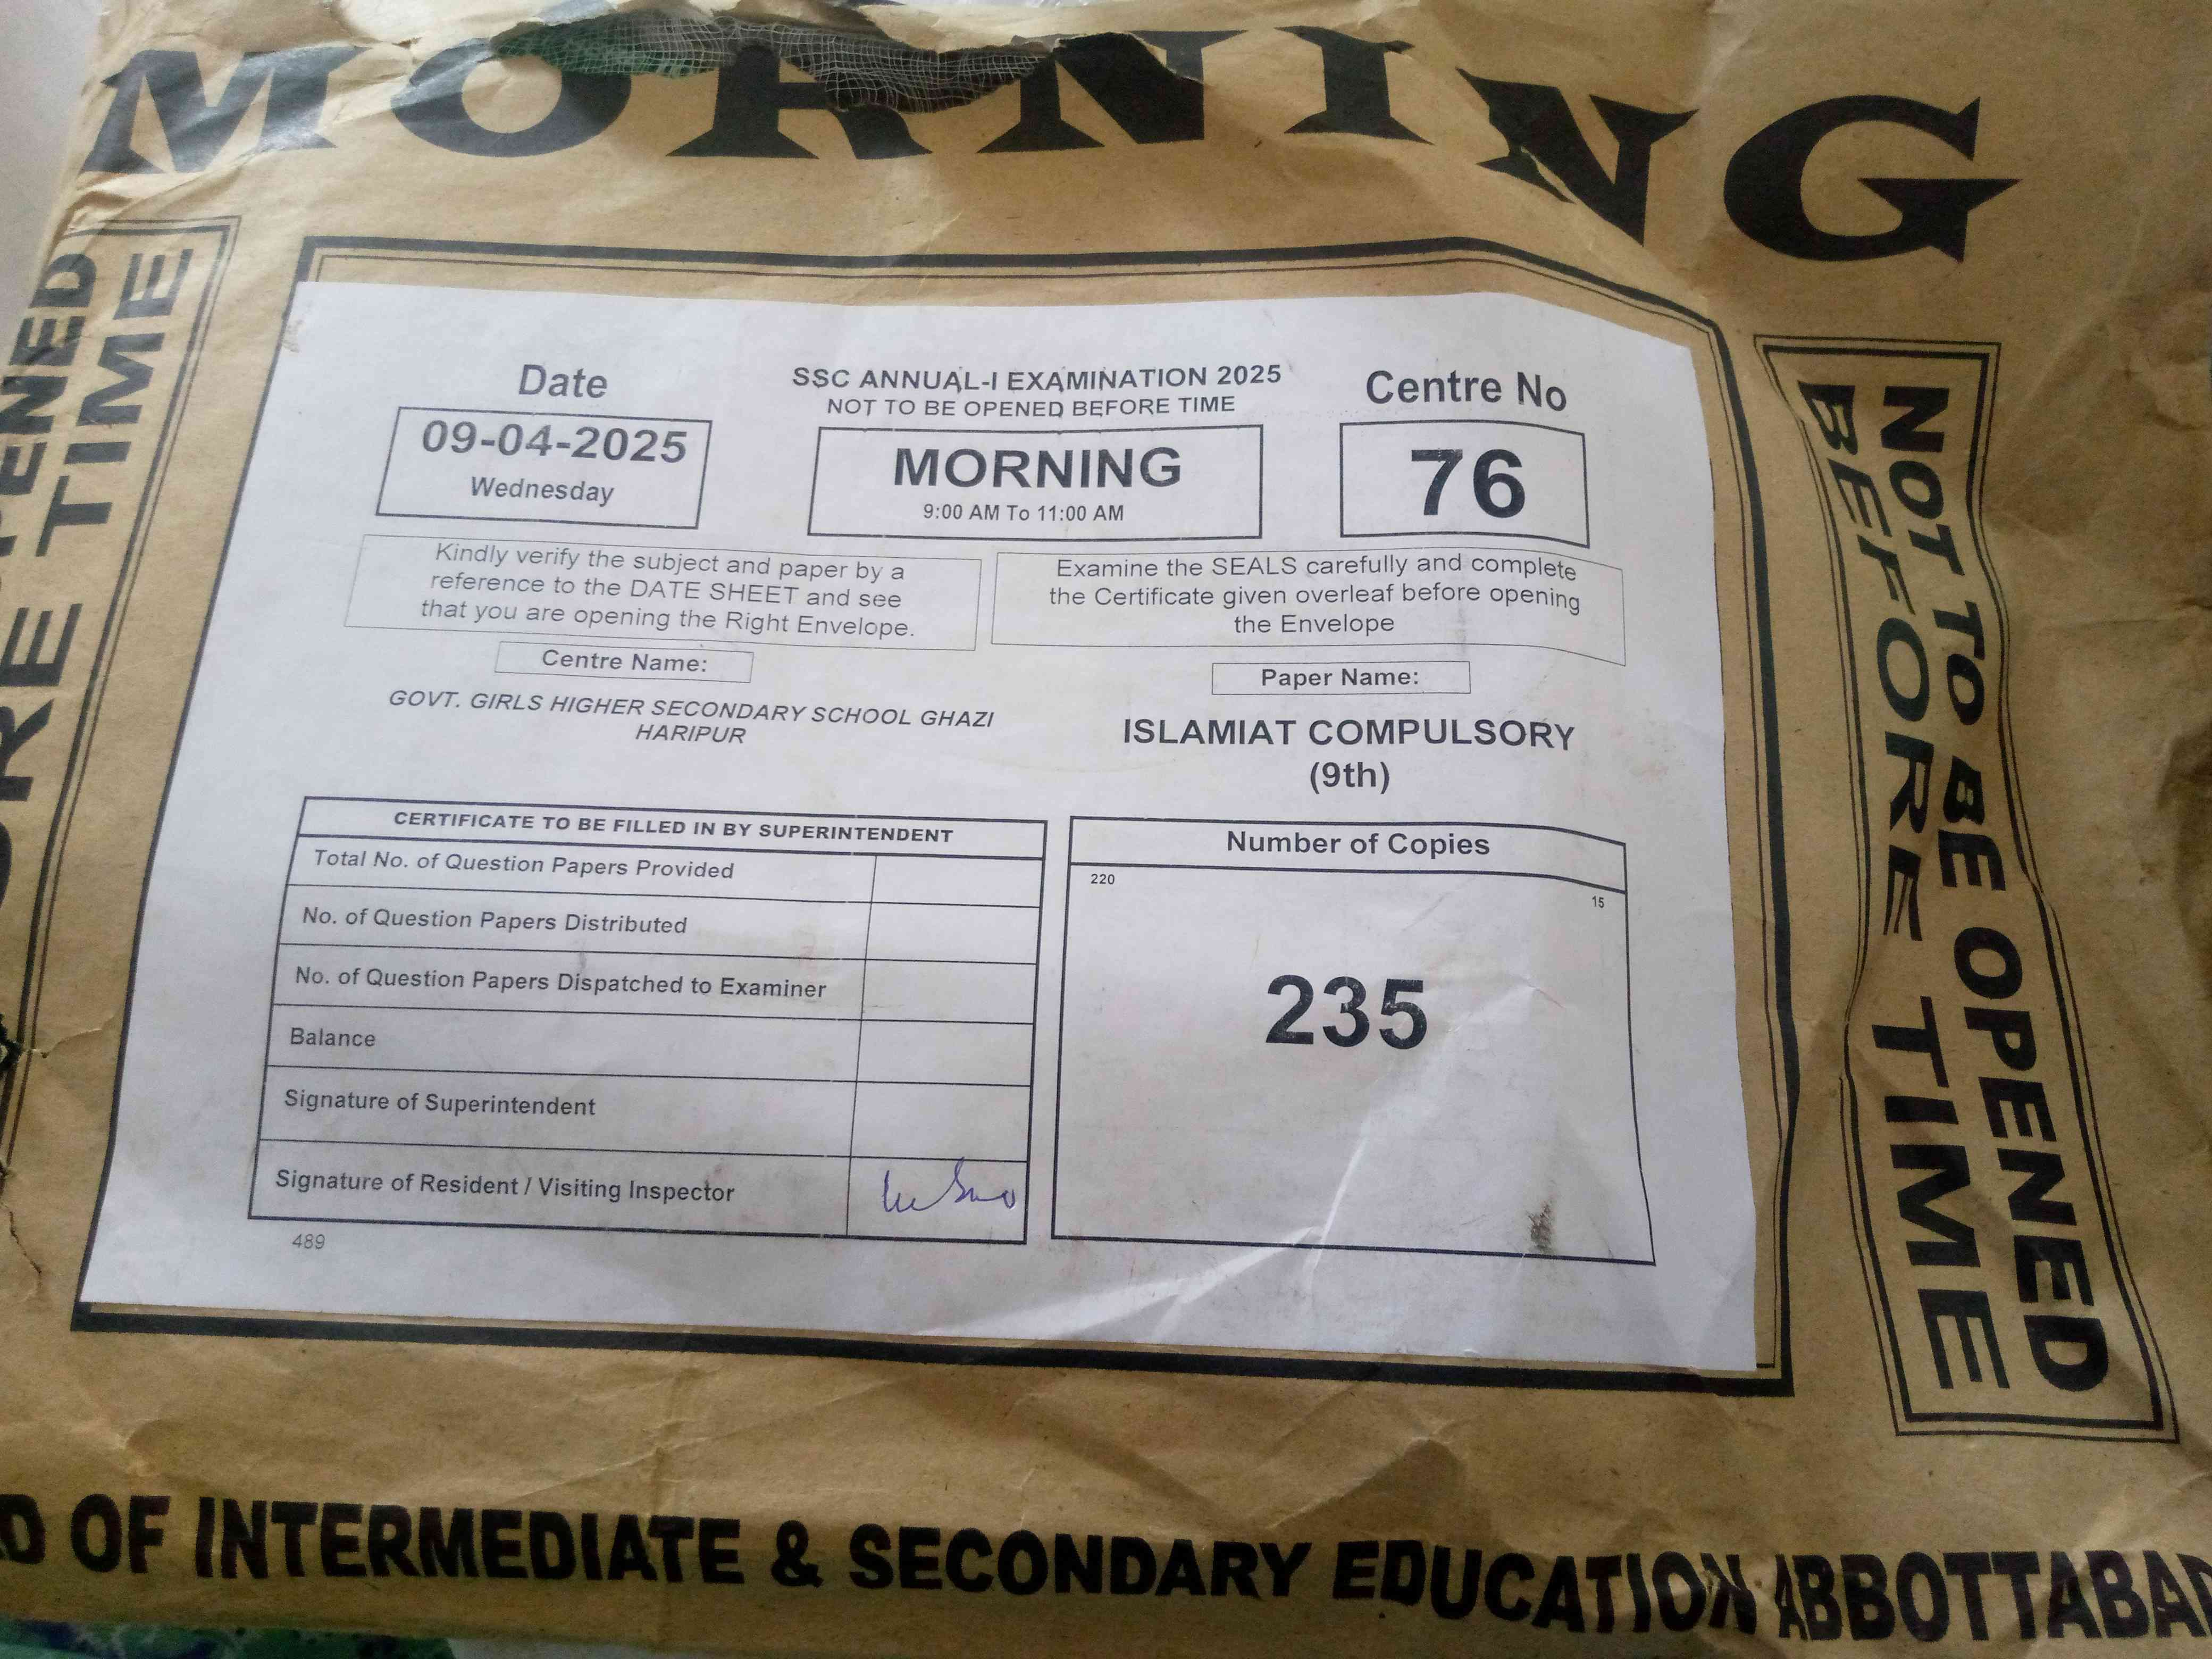 MORNING
OPENED
RE TIME
Date
09-04-2025
Wednesday
SSC ANNUAL-I EXAMINATION 2025
NOT TO BE OPENED BEFORE TIME
MORNING
9:00 AM To 11:00 AM
Centre No
76
Kindly verify the subject and paper by a
reference to the DATE SHEET and see
that you are opening the Right Envelope.
Examine the SEALS carefully and complete
the Certificate given overleaf before opening
the Envelope
Centre Name:
GOVT. GIRLS HIGHER SECONDARY SCHOOL GHAZI
HARIPUR
Paper Name:
ISLAMIAT COMPULSORY
(9th)
CERTIFICATE TO BE FILLED IN BY SUPERINTENDENT
Total No. of Question Papers Provided
No. of Question Papers Distributed
No. of Question Papers Dispatched to Examiner
Balance
Signature of Superintendent
Signature of Resident / Visiting Inspector
489
Number of Copies
220
15
235
NOT TO BE OPENED
BEFORE TIME
D OF INTERMEDIATE & SECONDARY EDUCATION ABBOTTABAD